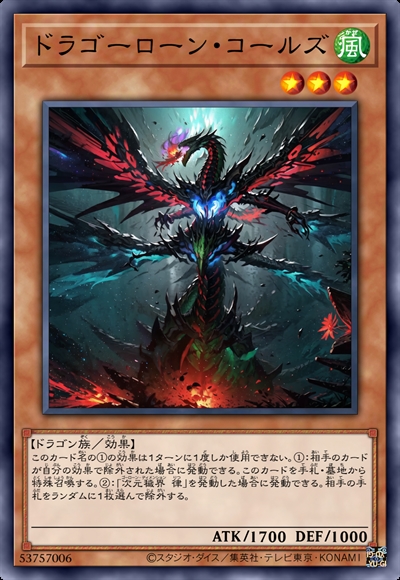 ドラゴーローン・コールズ
風
【ドラゴン族/効果】
このカード名の①の効果は1ターンに1度しか使用できない。①:相手のカード
が自分の効果で除外された場合に発動できる。このカードを手札・墓地から
特殊召喚する。②:「次元賊界 律」を発動した場合に発動できる。相手の手
札をランダムに1枚選んで除外する。
ATK/1700 DEF/1000
53757006 ©スタジオ・ダイス/集英社・テレビ東京・KONAMI